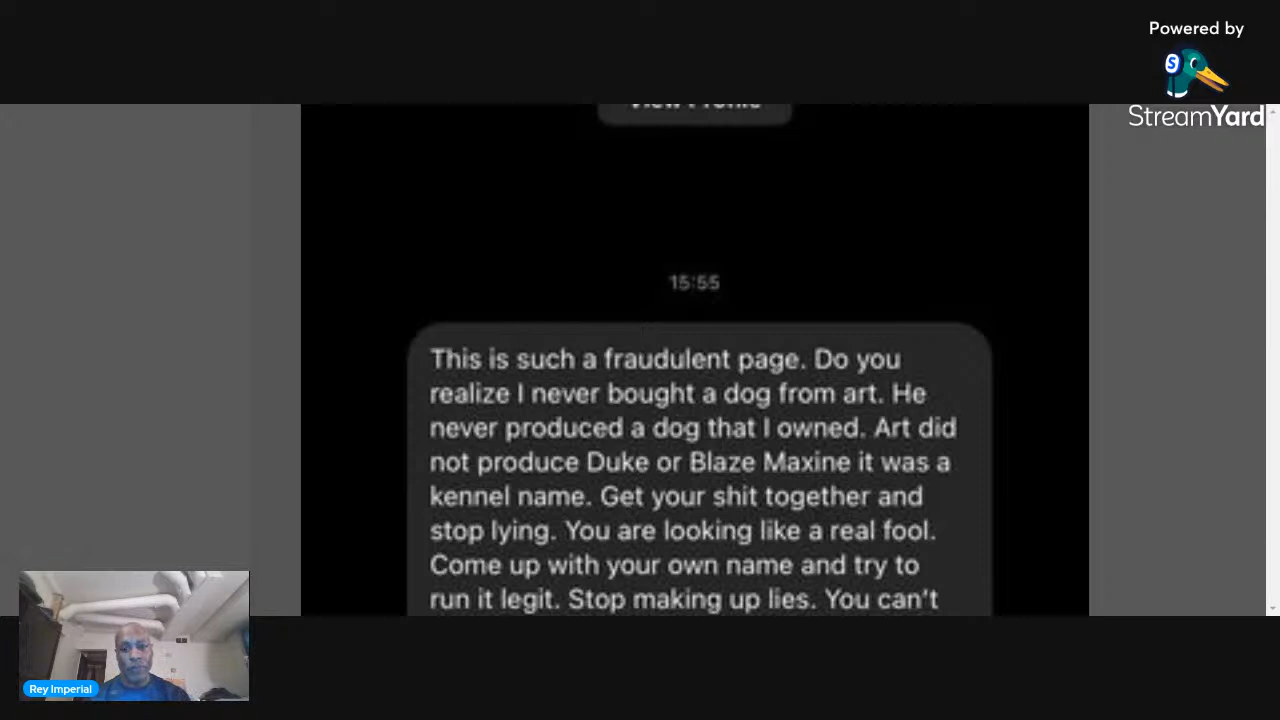 Powered by
S
StreamYard
View Profile
15:55
This is such a fraudulent page. Do you
realize I never bought a dog from art. He
never produced a dog that I owned. Art did
not produce Duke or Blaze Maxine it was a
kennel name. Get your shit together and
stop lying. You are looking like a real fool.
Come up with your own name and try to
run it legit. Stop making up lies. You can't
Rey Imperial